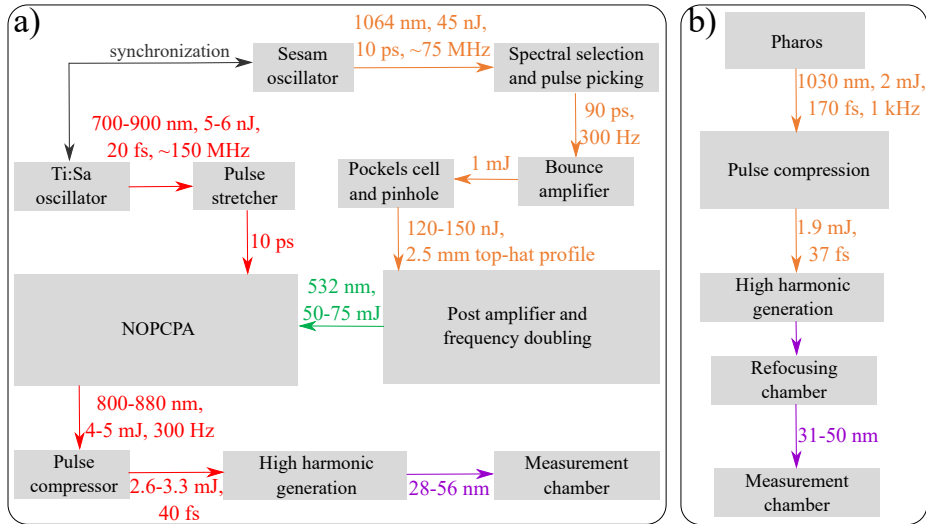 a)
synchronization
Sesam
oscillator
1064 nm, 45 nJ,
10 ps, ~75 MHz
Spectral selection
and pulse picking
90 ps,
300 Hz
700-900 nm, 5-6 nJ,
20 fs, ~150 MHz
Ti:Sa
oscillator
Pulse
stretcher
Pockels cell
and pinhole
1 mJ
Bounce
amplifier
10 ps
120-150 nJ,
2.5 mm top-hat profile
NOPCPA
532 nm,
50-75 mJ
Post amplifier and
frequency doubling
800-880 nm,
4-5 mJ, 300 Hz
Pulse
compressor
2.6-3.3 mJ,
40 fs
High harmonic
generation
28-56 nm
Measurement
chamber
b)
Pharos
1030 nm, 2 mJ,
170 fs, 1 kHz
Pulse compression
1.9 mJ,
37 fs
High harmonic
generation
Refocusing
chamber
31-50 nm
Measurement
chamber